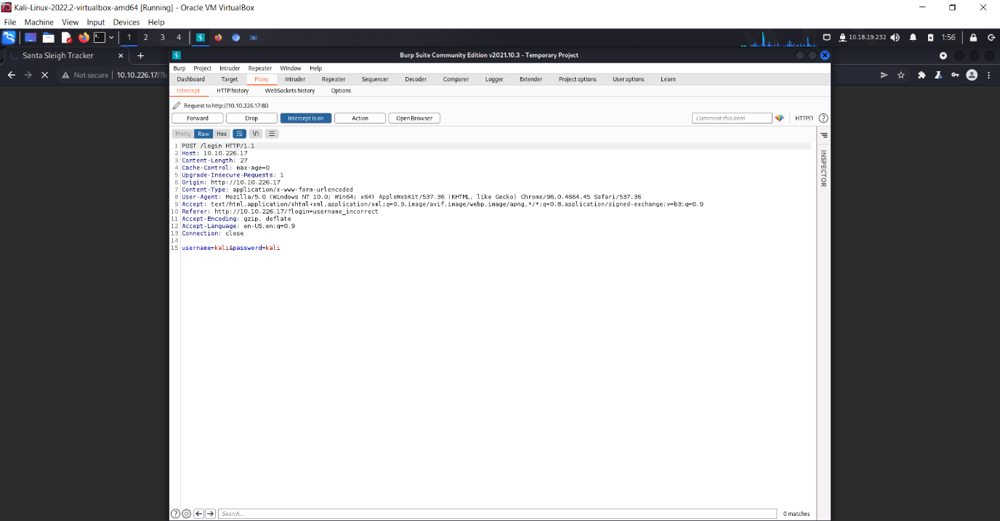 Kali-Linux-2022.2-virtualbox-amd64 [Running] - Oracle VM VirtualBox
File Machine View Input Devices Help
1 2 3 4 10.18.19.232 1:56
Santa Sleigh Tracker
Burp Suite Community Edition v2021.10.3 - Temporary Project
Burp Project Intruder Repeater Window Help
Not secure 10.10.226.17/?l
Dashboard Target Proxy Intruder Repeater Sequencer Decoder Comparer Logger Extender Project options User options Learn
Intercept HTTP history WebSockets history Options
Request to http://10.10.226.17:80
Forward Drop Intercept is on Action Open Browser Comment this item HTTP/1 ?
Pretty Raw Hex \n
INSPECTOR
1 POST /login HTTP/1.1
2 Host: 10.10.226.17
3 Content-Length: 27
4 Cache-Control: max-age=0
5 Upgrade-Insecure-Requests: 1
6 Origin: http://10.10.226.17
7 Content-Type: application/x-www-form-urlencoded
8 User-Agent: Mozilla/5.0 (Windows NT 10.0; Win64; x64) AppleWebKit/537.36 (KHTML, like Gecko) Chrome/96.0.4664.45 Safari/537.36
9 Accept: text/html,application/xhtml+xml,application/xml;q=0.9,image/avif,image/webp,image/apng,*/*;q=0.8,application/signed-exchange;v=b3;q=0.9
10 Referer: http://10.10.226.17/?login=username_incorrect
11 Accept-Encoding: gzip, deflate
12 Accept-Language: en-US,en;q=0.9
13 Connection: close
14
15 username=kali&password=kali
? Search... 0 matches